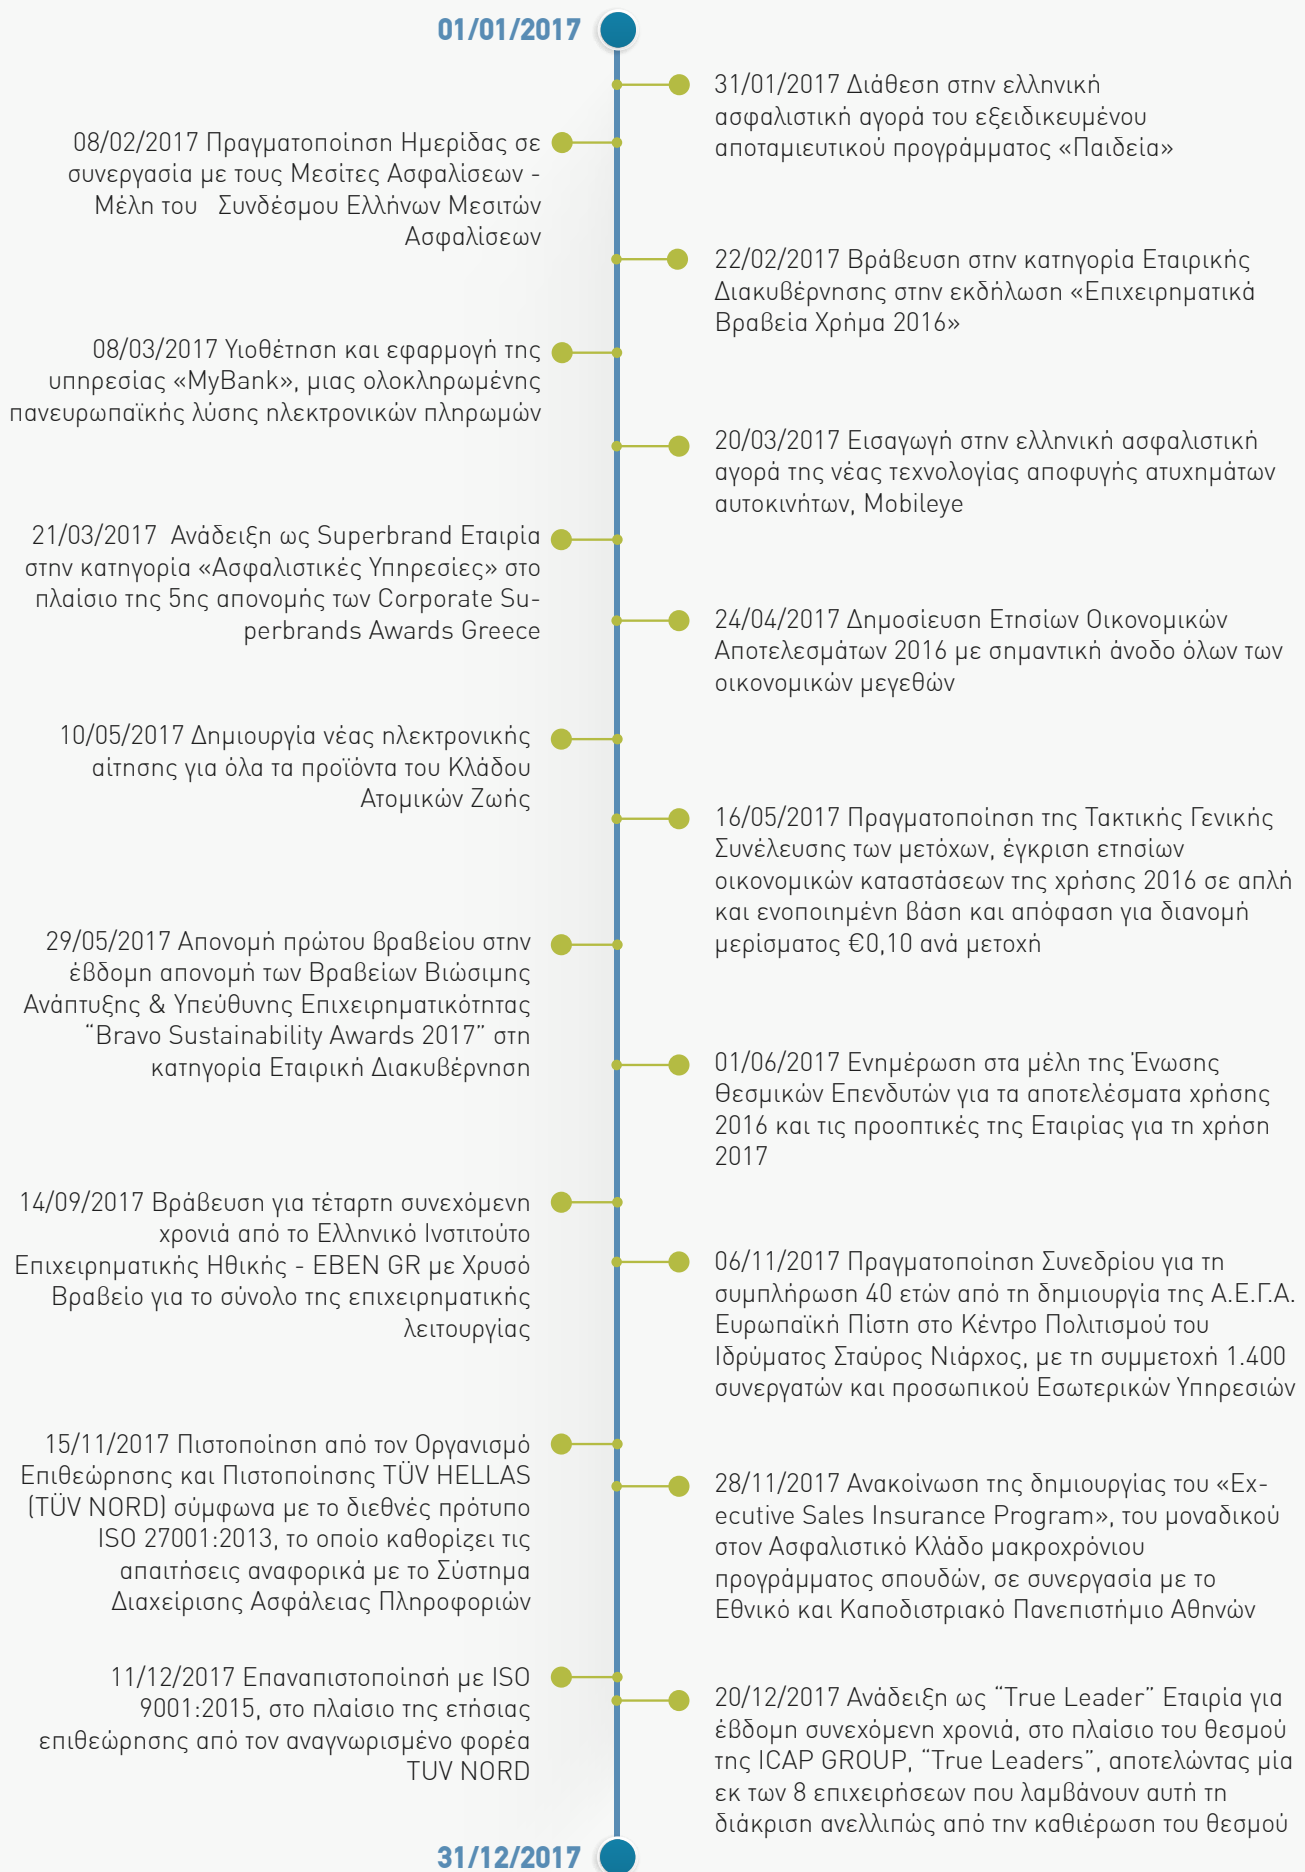 01/01/2017
31/01/2017 Διάθεση στην ελληνική
ασφαλιστική αγορά του εξειδικευμένου
αποταμιευτικού προγράμματος «Παιδεία»
08/02/2017 Πραγματοποίηση Ημερίδας σε
συνεργασία με τους Μεσίτες Ασφαλίσεων -
Μέλη του Συνδέσμου Ελλήνων Μεσιτών
Ασφαλίσεων
22/02/2017 Βράβευση στην κατηγορία Εταιρικής
Διακυβέρνησης στην εκδήλωση «Επιχειρηματικά
Βραβεία Χρήμα 2016»
08/03/2017 Υιοθέτηση και εφαρμογή της
υπηρεσίας «MyBank», μιας ολοκληρωμένης
πανευρωπαϊκής λύσης ηλεκτρονικών πληρωμών
20/03/2017 Εισαγωγή στην ελληνική ασφαλιστική
αγορά της νέας τεχνολογίας αποφυγής ατυχημάτων
αυτοκινήτων, Mobileye
21/03/2017 Ανάδειξη ως Superbrand Εταιρία
στην κατηγορία «Ασφαλιστικές Υπηρεσίες» στο
πλαίσιο της 5ης απονομής των Corporate Su-
perbrands Awards Greece
24/04/2017 Δημοσίευση Ετησίων Οικονομικών
Αποτελεσμάτων 2016 με σημαντική άνοδο όλων των
οικονομικών μεγεθών
10/05/2017 Δημιουργία νέας ηλεκτρονικής
αίτησης για όλα τα προϊόντα του Κλάδου
Ατομικών Ζωής
16/05/2017 Πραγματοποίηση της Τακτικής Γενικής
Συνέλευσης των μετόχων, έγκριση ετησίων
οικονομικών καταστάσεων της χρήσης 2016 σε απλή
και ενοποιημένη βάση και απόφαση για διανομή
μερίσματος €0,10 ανά μετοχή
29/05/2017 Απονομή πρώτου βραβείου στην
έβδομη απονομή των Βραβείων Βιώσιμης
Ανάπτυξης & Υπεύθυνης Επιχειρηματικότητας
“Bravo Sustainability Awards 2017” στη
κατηγορία Εταιρική Διακυβέρνηση
01/06/2017 Ενημέρωση στα μέλη της Ένωσης
Θεσμικών Επενδυτών για τα αποτελέσματα χρήσης
2016 και τις προοπτικές της Εταιρίας για τη χρήση
2017
14/09/2017 Βράβευση για τέταρτη συνεχόμενη
χρονιά από το Ελληνικό Ινστιτούτο
Επιχειρηματικής Ηθικής - EBEN GR με Χρυσό
Βραβείο για το σύνολο της επιχειρηματικής
λειτουργίας
06/11/2017 Πραγματοποίηση Συνεδρίου για τη
συμπλήρωση 40 ετών από τη δημιουργία της Α.Ε.Γ.Α.
Ευρωπαϊκή Πίστη στο Κέντρο Πολιτισμού του
Ιδρύματος Σταύρος Νιάρχος, με τη συμμετοχή 1.400
συνεργατών και προσωπικού Εσωτερικών Υπηρεσιών
15/11/2017 Πιστοποίηση από τον Οργανισμό
Επιθεώρησης και Πιστοποίησης TÜV HELLAS
(TÜV NORD) σύμφωνα με το διεθνές πρότυπο
ISO 27001:2013, το οποίο καθορίζει τις
απαιτήσεις αναφορικά με το Σύστημα
Διαχείρισης Ασφάλειας Πληροφοριών
28/11/2017 Ανακοίνωση της δημιουργίας του «Ex-
ecutive Sales Insurance Program», του μοναδικού
στον Ασφαλιστικό Κλάδο μακροχρόνιου
προγράμματος σπουδών, σε συνεργασία με το
Εθνικό και Καποδιστριακό Πανεπιστήμιο Αθηνών
11/12/2017 Επαναπιστοποίησή με ISO
9001:2015, στο πλαίσιο της ετήσιας
επιθεώρησης από τον αναγνωρισμένο φορέα
TUV NORD
20/12/2017 Ανάδειξη ως “True Leader” Εταιρία για
έβδομη συνεχόμενη χρονιά, στο πλαίσιο του θεσμού
της ICAP GROUP, “True Leaders”, αποτελώντας μία
εκ των 8 επιχειρήσεων που λαμβάνουν αυτή τη
διάκριση ανελλιπώς από την καθιέρωση του θεσμού
31/12/2017